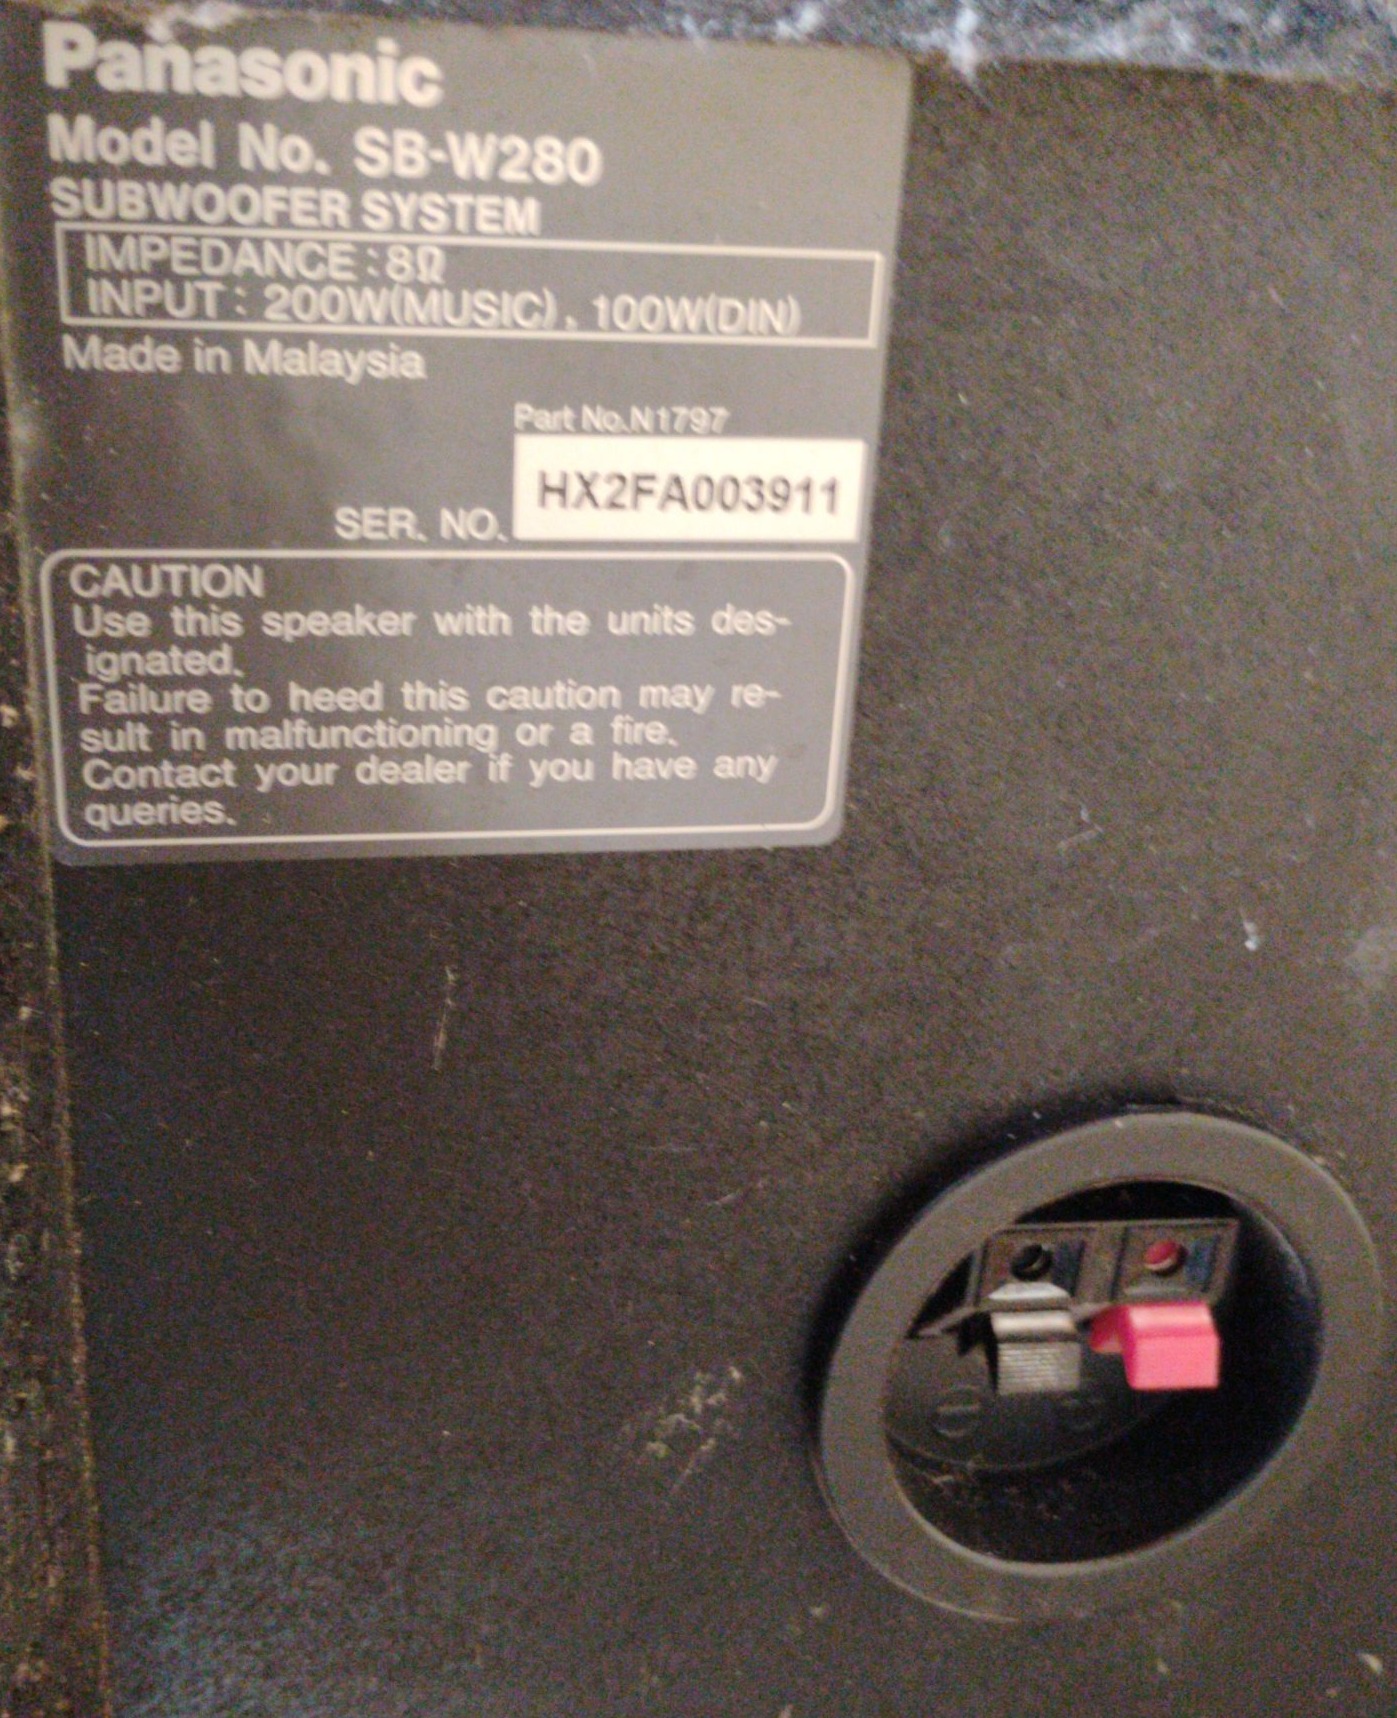 Panasonic
Model No. SB-W280
SUBWOOFER SYSTEM
IMPEDANCE : 8Ω
INPUT : 200W(MUSIC), 100W(DIN)
Made in Malaysia
Part No.N1797
HX2FA003911
SER. NO.
CAUTION
Use this speaker with the units des-
ignated.
Failure to heed this caution may re-
sult in malfunctioning or a fire.
Contact your dealer if you have any
queries.